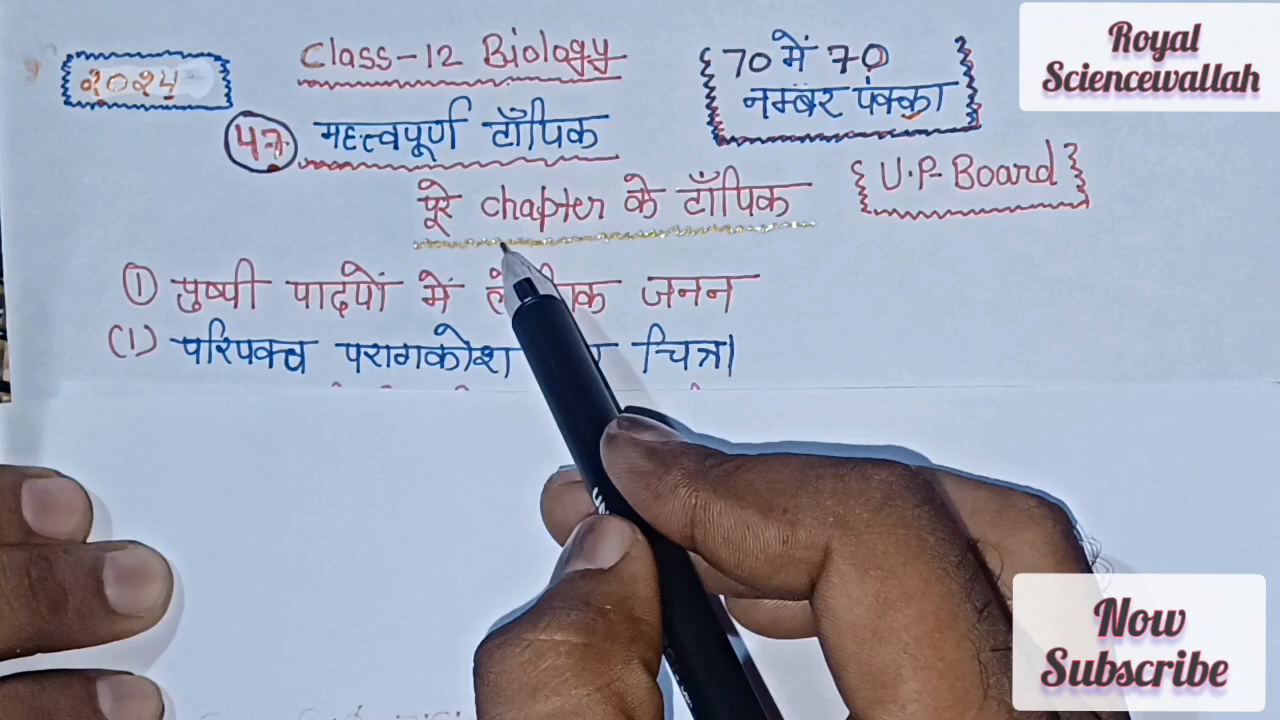 2024
Class-12 Biology
47 महत्त्वपूर्ण टॉपिक
70 में 70
नम्बर पक्का
U.P Board
पूरे chapter के टॉपिक
① पुष्पी पादपों में जनन
(1) परिपक्व परागकोश चित्र।
Royal
Sciencewallah
Now
Subscribe